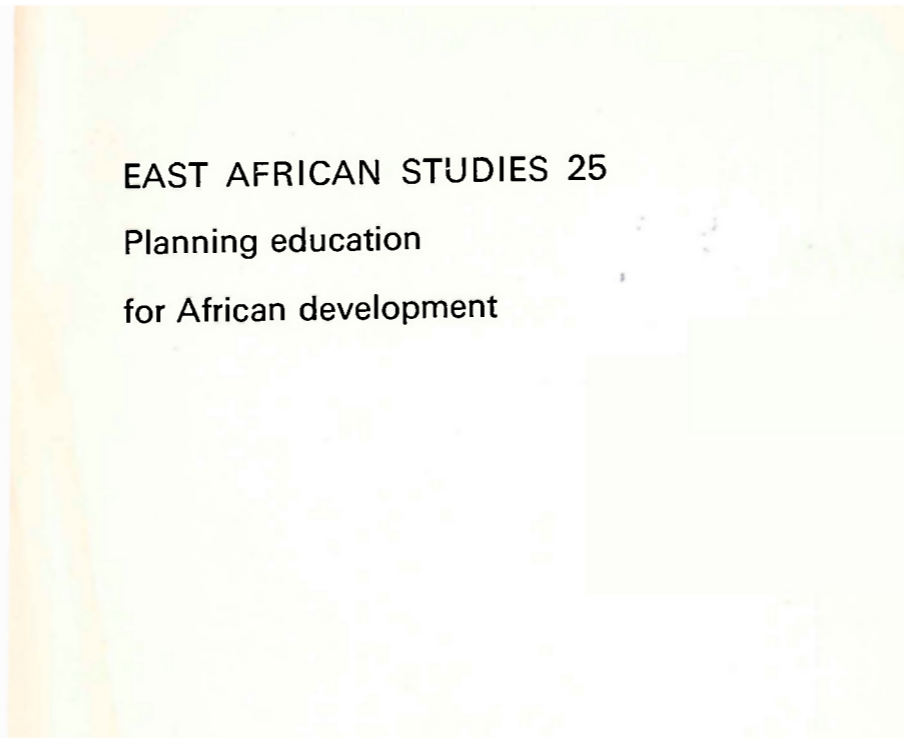 EAST AFRICAN STUDIES 25
Planning education
for African development